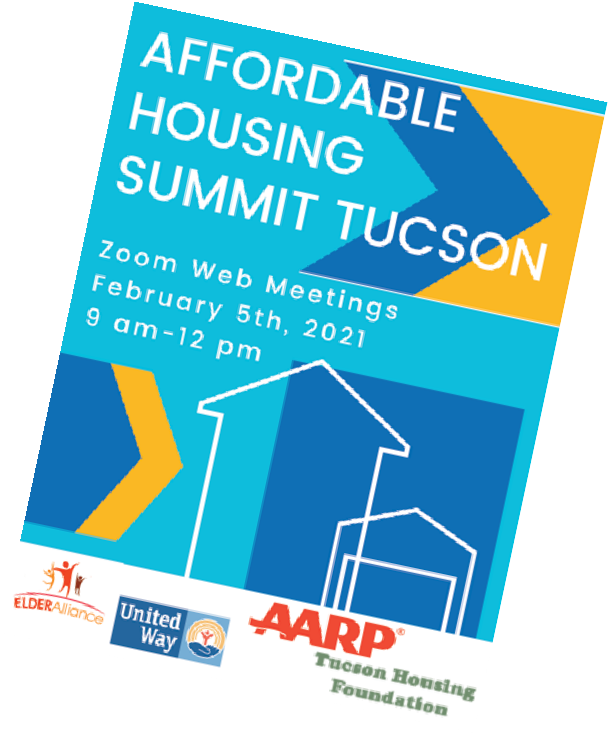 AFFORDABLE
HOUSING
SUMMIT TUCSON
Zoom Web Meetings
February 5th, 2021
9 am-12 pm
ELDERAlliance
United
Way
AARP®
Tucson Housing
Foundation